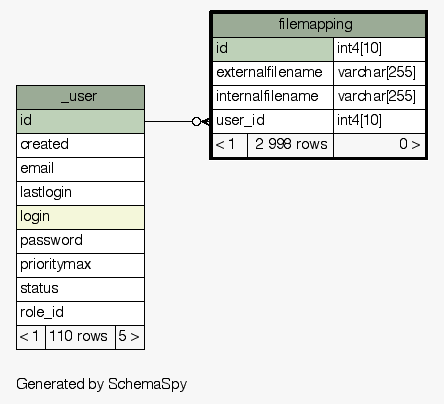 filemapping
id int4[10]
externalfilename varchar[255]
internalfilename varchar[255]
user_id int4[10]
< 1 2 998 rows 0 >
_user
id
created
email
lastlogin
login
password
prioritymax
status
role_id
< 1 110 rows 5 >
Generated by SchemaSpy